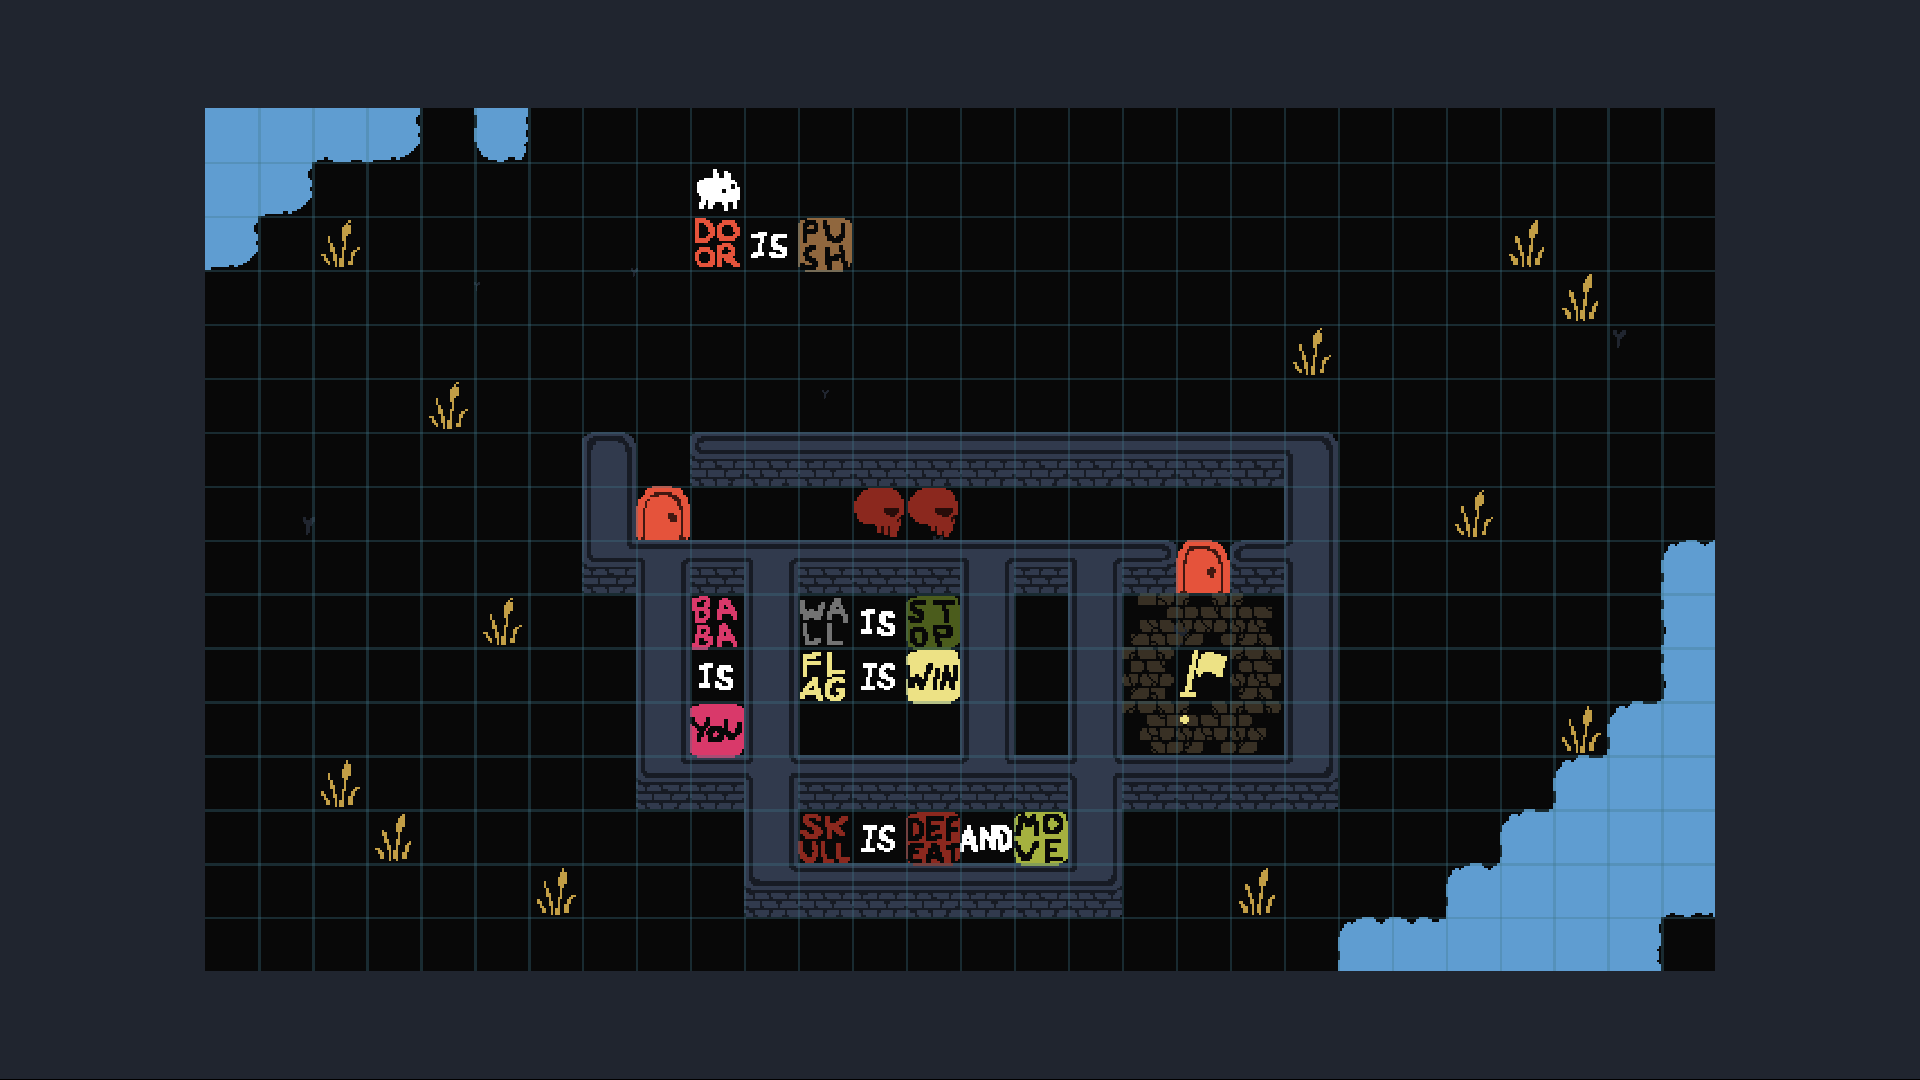 DOOR IS PUSH
BABA
IS
YOU
WALL IS STOP
FLAG IS WIN
SKULL IS DEFEAT AND MOVE